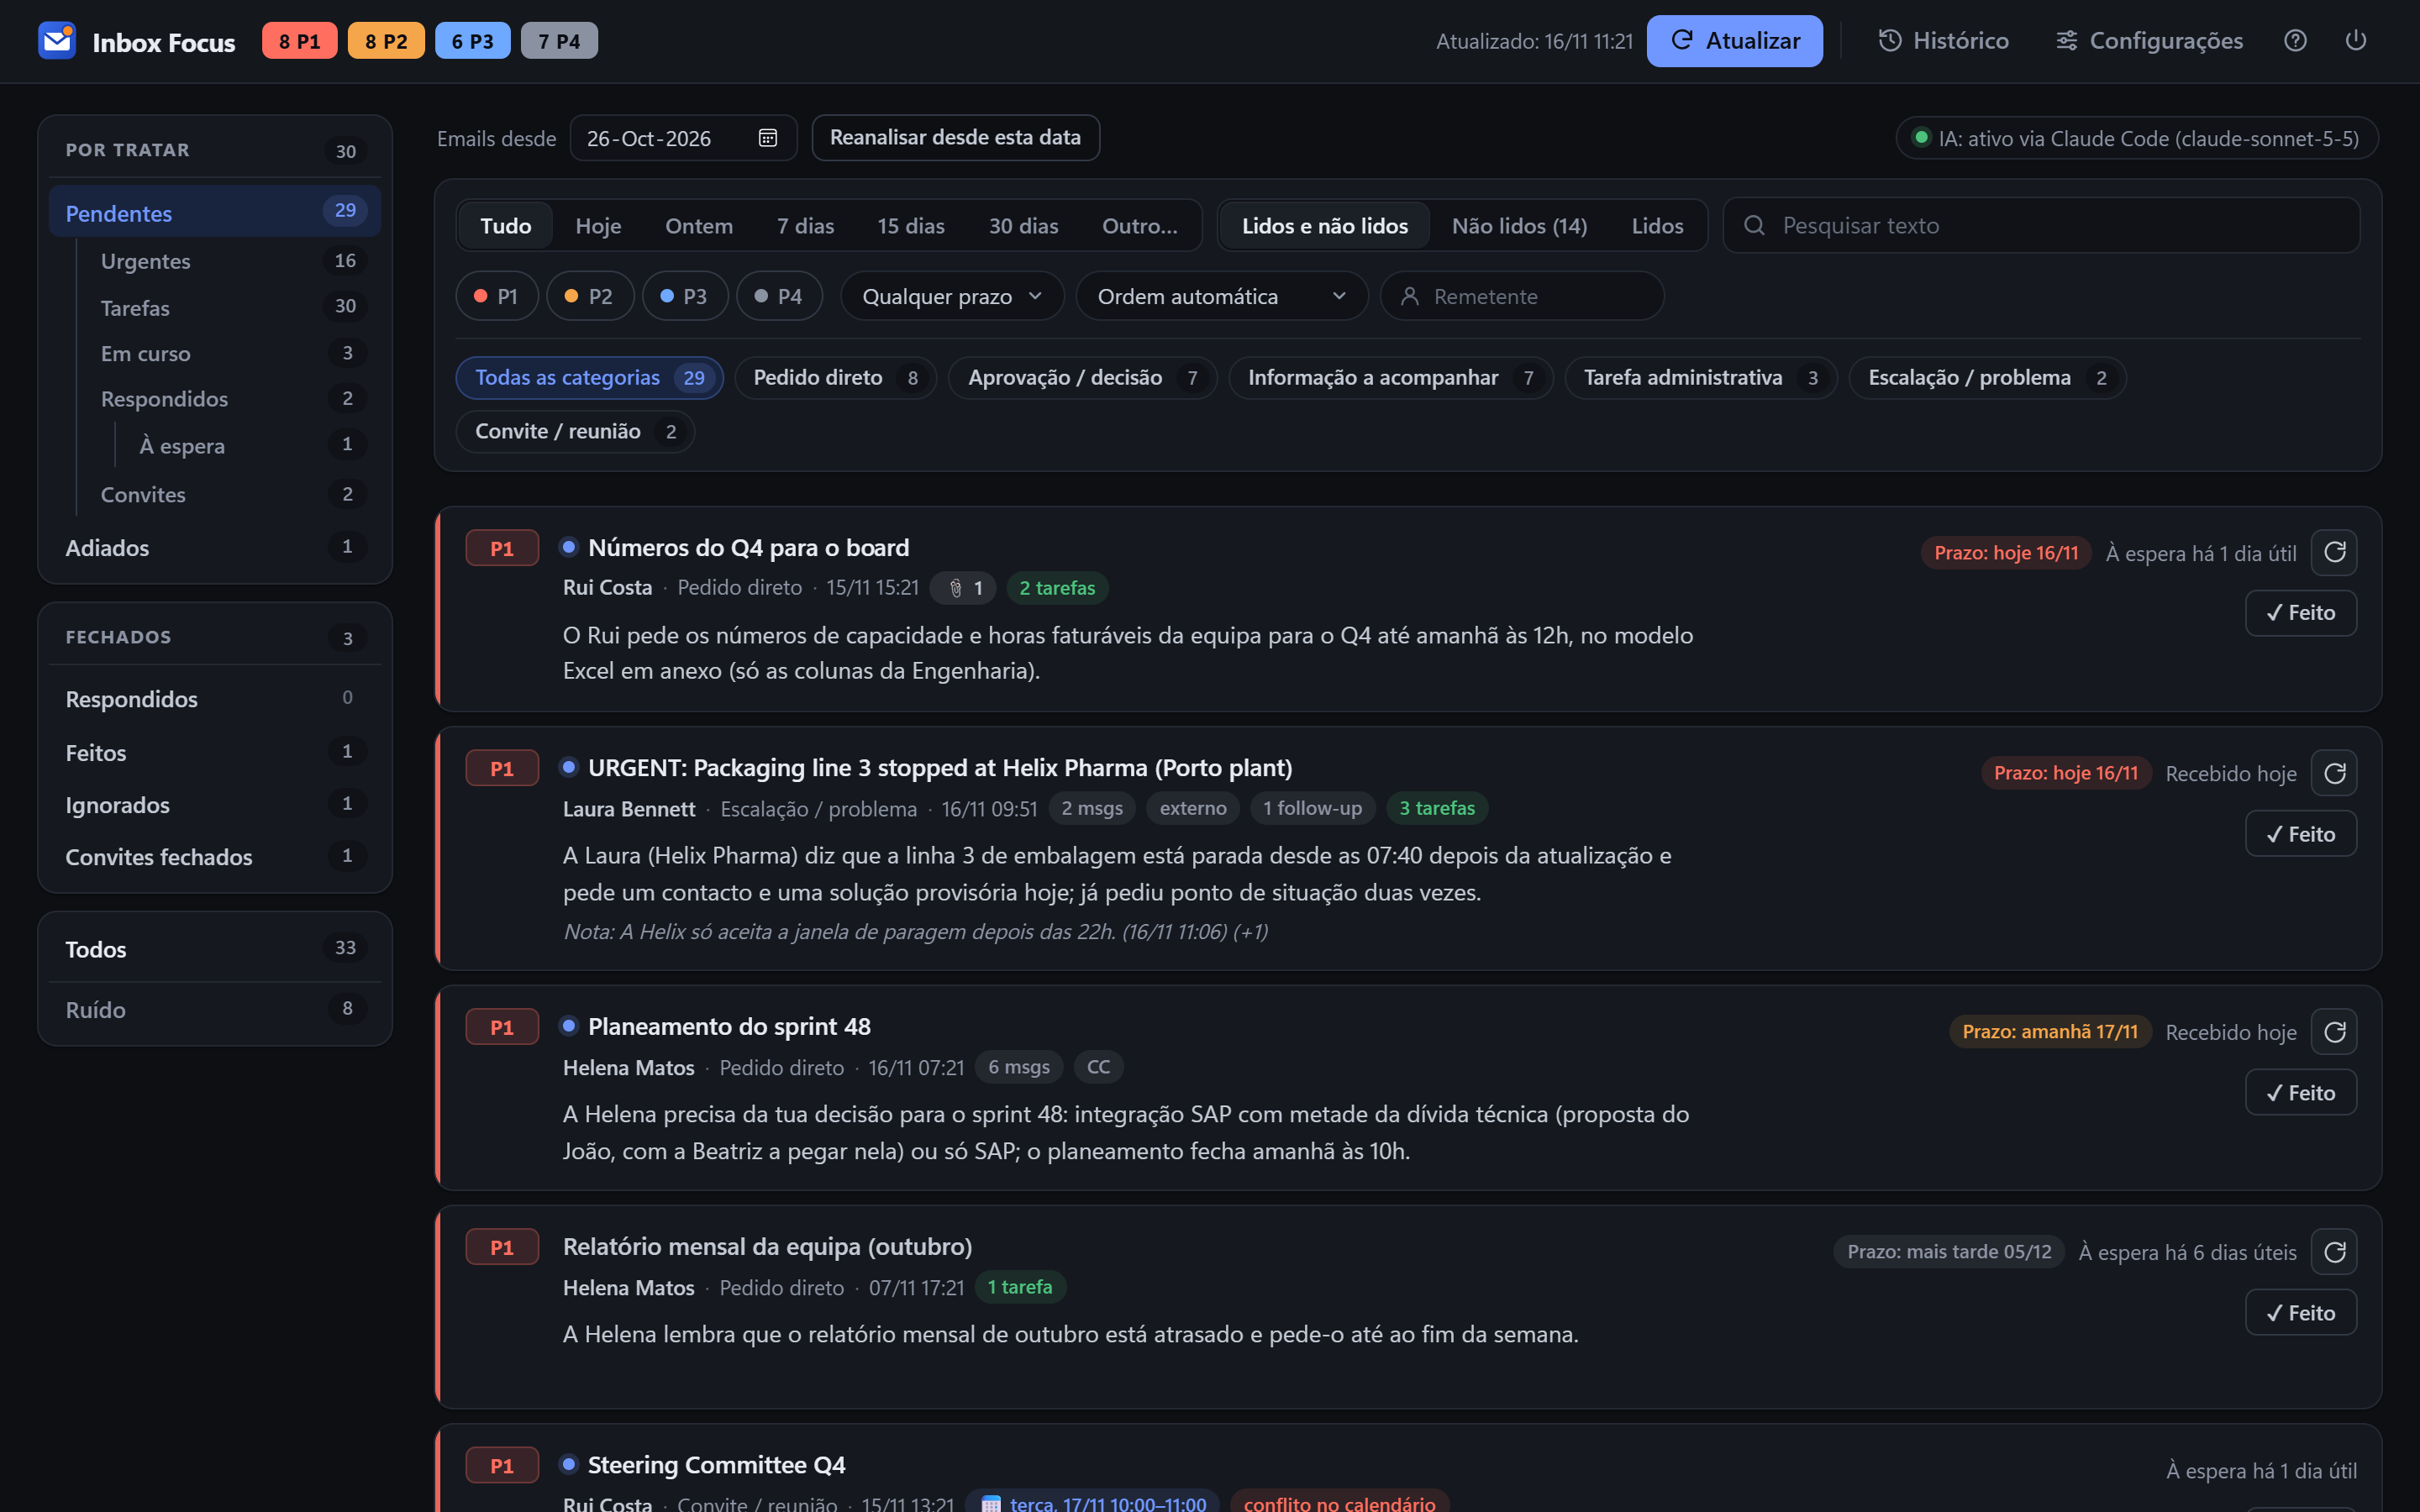 Inbox Focus 8 P1 8 P2 6 P3 7 P4 Atualizado: 16/11 11:21 Atualizar Histórico Configurações
POR TRATAR 30
Pendentes 29
Urgentes 16
Tarefas 30
Em curso 3
Respondidos 2
À espera 1
Convites 2
Adiados 1
FECHADOS 3
Respondidos 0
Feitos 1
Ignorados 1
Convites fechados 1
Todos 33
Ruído 8
Emails desde 26-Oct-2026 Reanalisar desde esta data IA: ativo via Claude Code (claude-sonnet-5-5)
Tudo Hoje Ontem 7 dias 15 dias 30 dias Outro... Lidos e não lidos Não lidos (14) Lidos Pesquisar texto
P1 P2 P3 P4 Qualquer prazo Ordem automática Remetente
Todas as categorias 29 Pedido direto 8 Aprovação / decisão 7 Informação a acompanhar 7 Tarefa administrativa 3 Escalação / problema 2
Convite / reunião 2
P1 Números do Q4 para o board Prazo: hoje 16/11 À espera há 1 dia útil
Rui Costa · Pedido direto · 15/11 15:21 1 2 tarefas
✓ Feito
O Rui pede os números de capacidade e horas faturáveis da equipa para o Q4 até amanhã às 12h, no modelo
Excel em anexo (só as colunas da Engenharia).
P1 URGENT: Packaging line 3 stopped at Helix Pharma (Porto plant) Prazo: hoje 16/11 Recebido hoje
Laura Bennett · Escalação / problema · 16/11 09:51 2 msgs externo 1 follow-up 3 tarefas
✓ Feito
A Laura (Helix Pharma) diz que a linha 3 de embalagem está parada desde as 07:40 depois da atualização e
pede um contacto e uma solução provisória hoje; já pediu ponto de situação duas vezes.
Nota: A Helix só aceita a janela de paragem depois das 22h. (16/11 11:06) (+1)
P1 Planeamento do sprint 48 Prazo: amanhã 17/11 Recebido hoje
Helena Matos · Pedido direto · 16/11 07:21 6 msgs CC
✓ Feito
A Helena precisa da tua decisão para o sprint 48: integração SAP com metade da dívida técnica (proposta do
João, com a Beatriz a pegar nela) ou só SAP; o planeamento fecha amanhã às 10h.
P1 Relatório mensal da equipa (outubro) Prazo: mais tarde 05/12 À espera há 6 dias úteis
Helena Matos · Pedido direto · 07/11 17:21 1 tarefa
✓ Feito
A Helena lembra que o relatório mensal de outubro está atrasado e pede-o até ao fim da semana.
P1 Steering Committee Q4 À espera há 1 dia útil
Rui Costa · Convite / reunião · 15/11 13:21 terça, 17/11 10:00–11:00 conflito no calendário